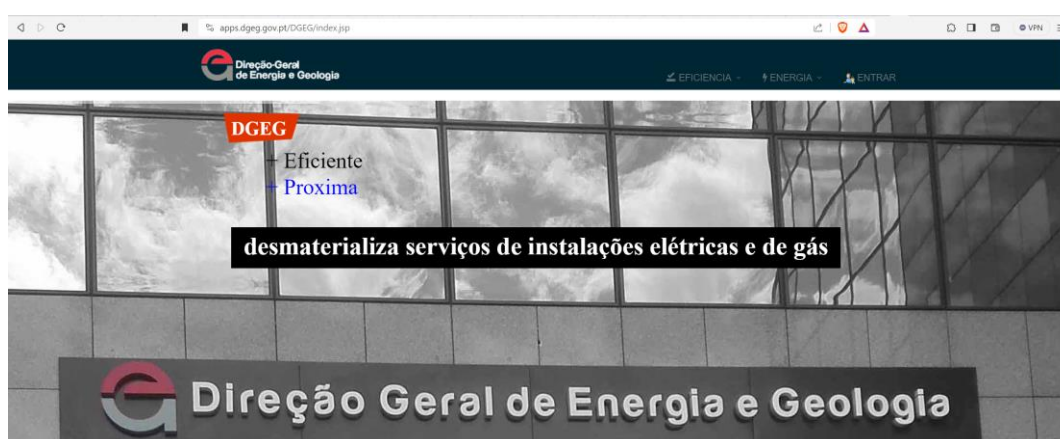 apps.dgeg.gov.pt/DGEG/index.jsp
VPN
Direção-Geral
de Energia e Geologia
EFICIENCIA
ENERGIA
ENTRAR
DGEG
+ Eficiente
+ Proxima
desmaterializa serviços de instalações elétricas e de gás
Direção Geral de Energia e Geologia